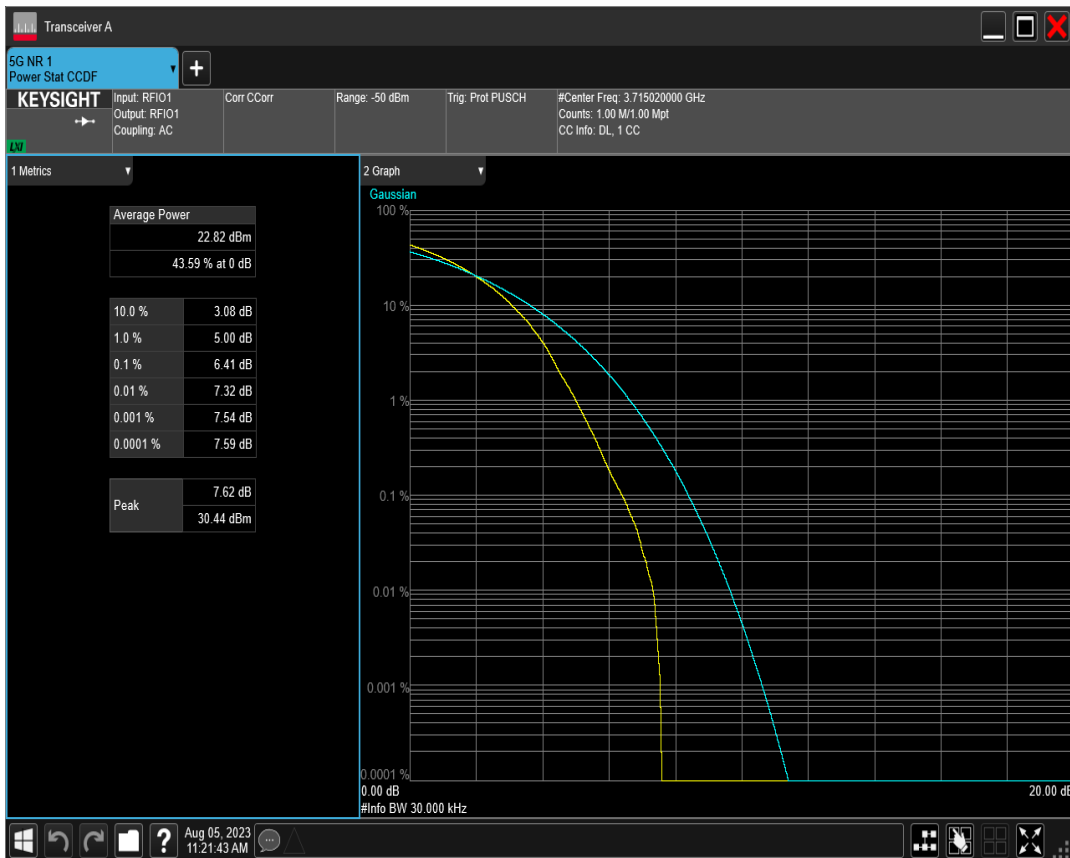 Transceiver A
5G NR 1
Power Stat CCDF
+
KEYSIGHT
LXI
Input: RFIO1
Output: RFIO1
Coupling: AC
Corr CCorr
Range: -50 dBm
Trig: Prot PUSCH
#Center Freq: 3.715020000 GHz
Counts: 1.00 M/1.00 Mpt
CC Info: DL, 1 CC
1 Metrics
Average Power
22.82 dBm
43.59 % at 0 dB
10.0 % 3.08 dB
1.0 % 5.00 dB
0.1 % 6.41 dB
0.01 % 7.32 dB
0.001 % 7.54 dB
0.0001 % 7.59 dB
Peak
7.62 dB
30.44 dBm
2 Graph
Gaussian
100 %
10 %
1 %
0.1 %
0.01 %
0.001 %
0.0001 %
0.00 dB
20.00 dB
#Info BW 30.000 kHz
?
Aug 05, 2023
11:21:43 AM